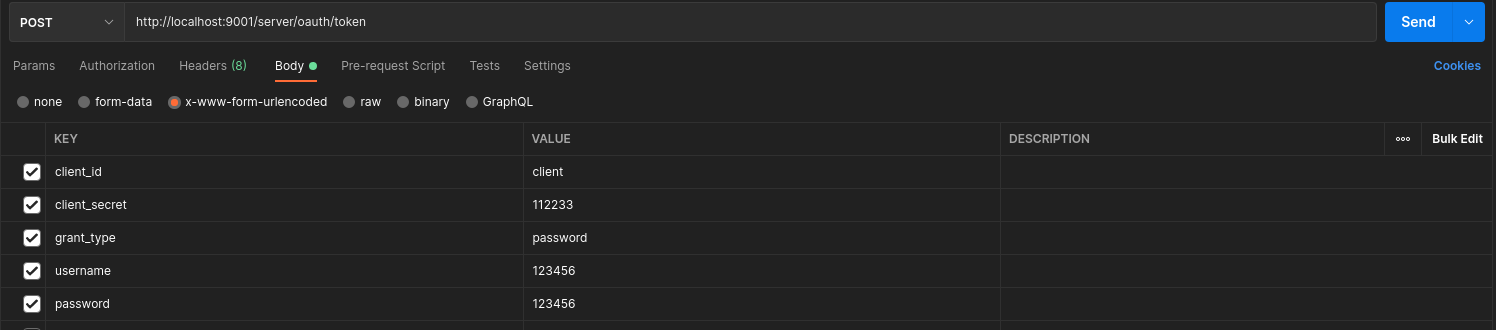 POST http://localhost:9001/server/oauth/token Send
Params Authorization Headers (8) Body Pre-request Script Tests Settings Cookies
none form-data x-www-form-urlencoded raw binary GraphQL
KEY VALUE DESCRIPTION Bulk Edit
client_id client
client_secret 112233
grant_type password
username 123456
password 123456